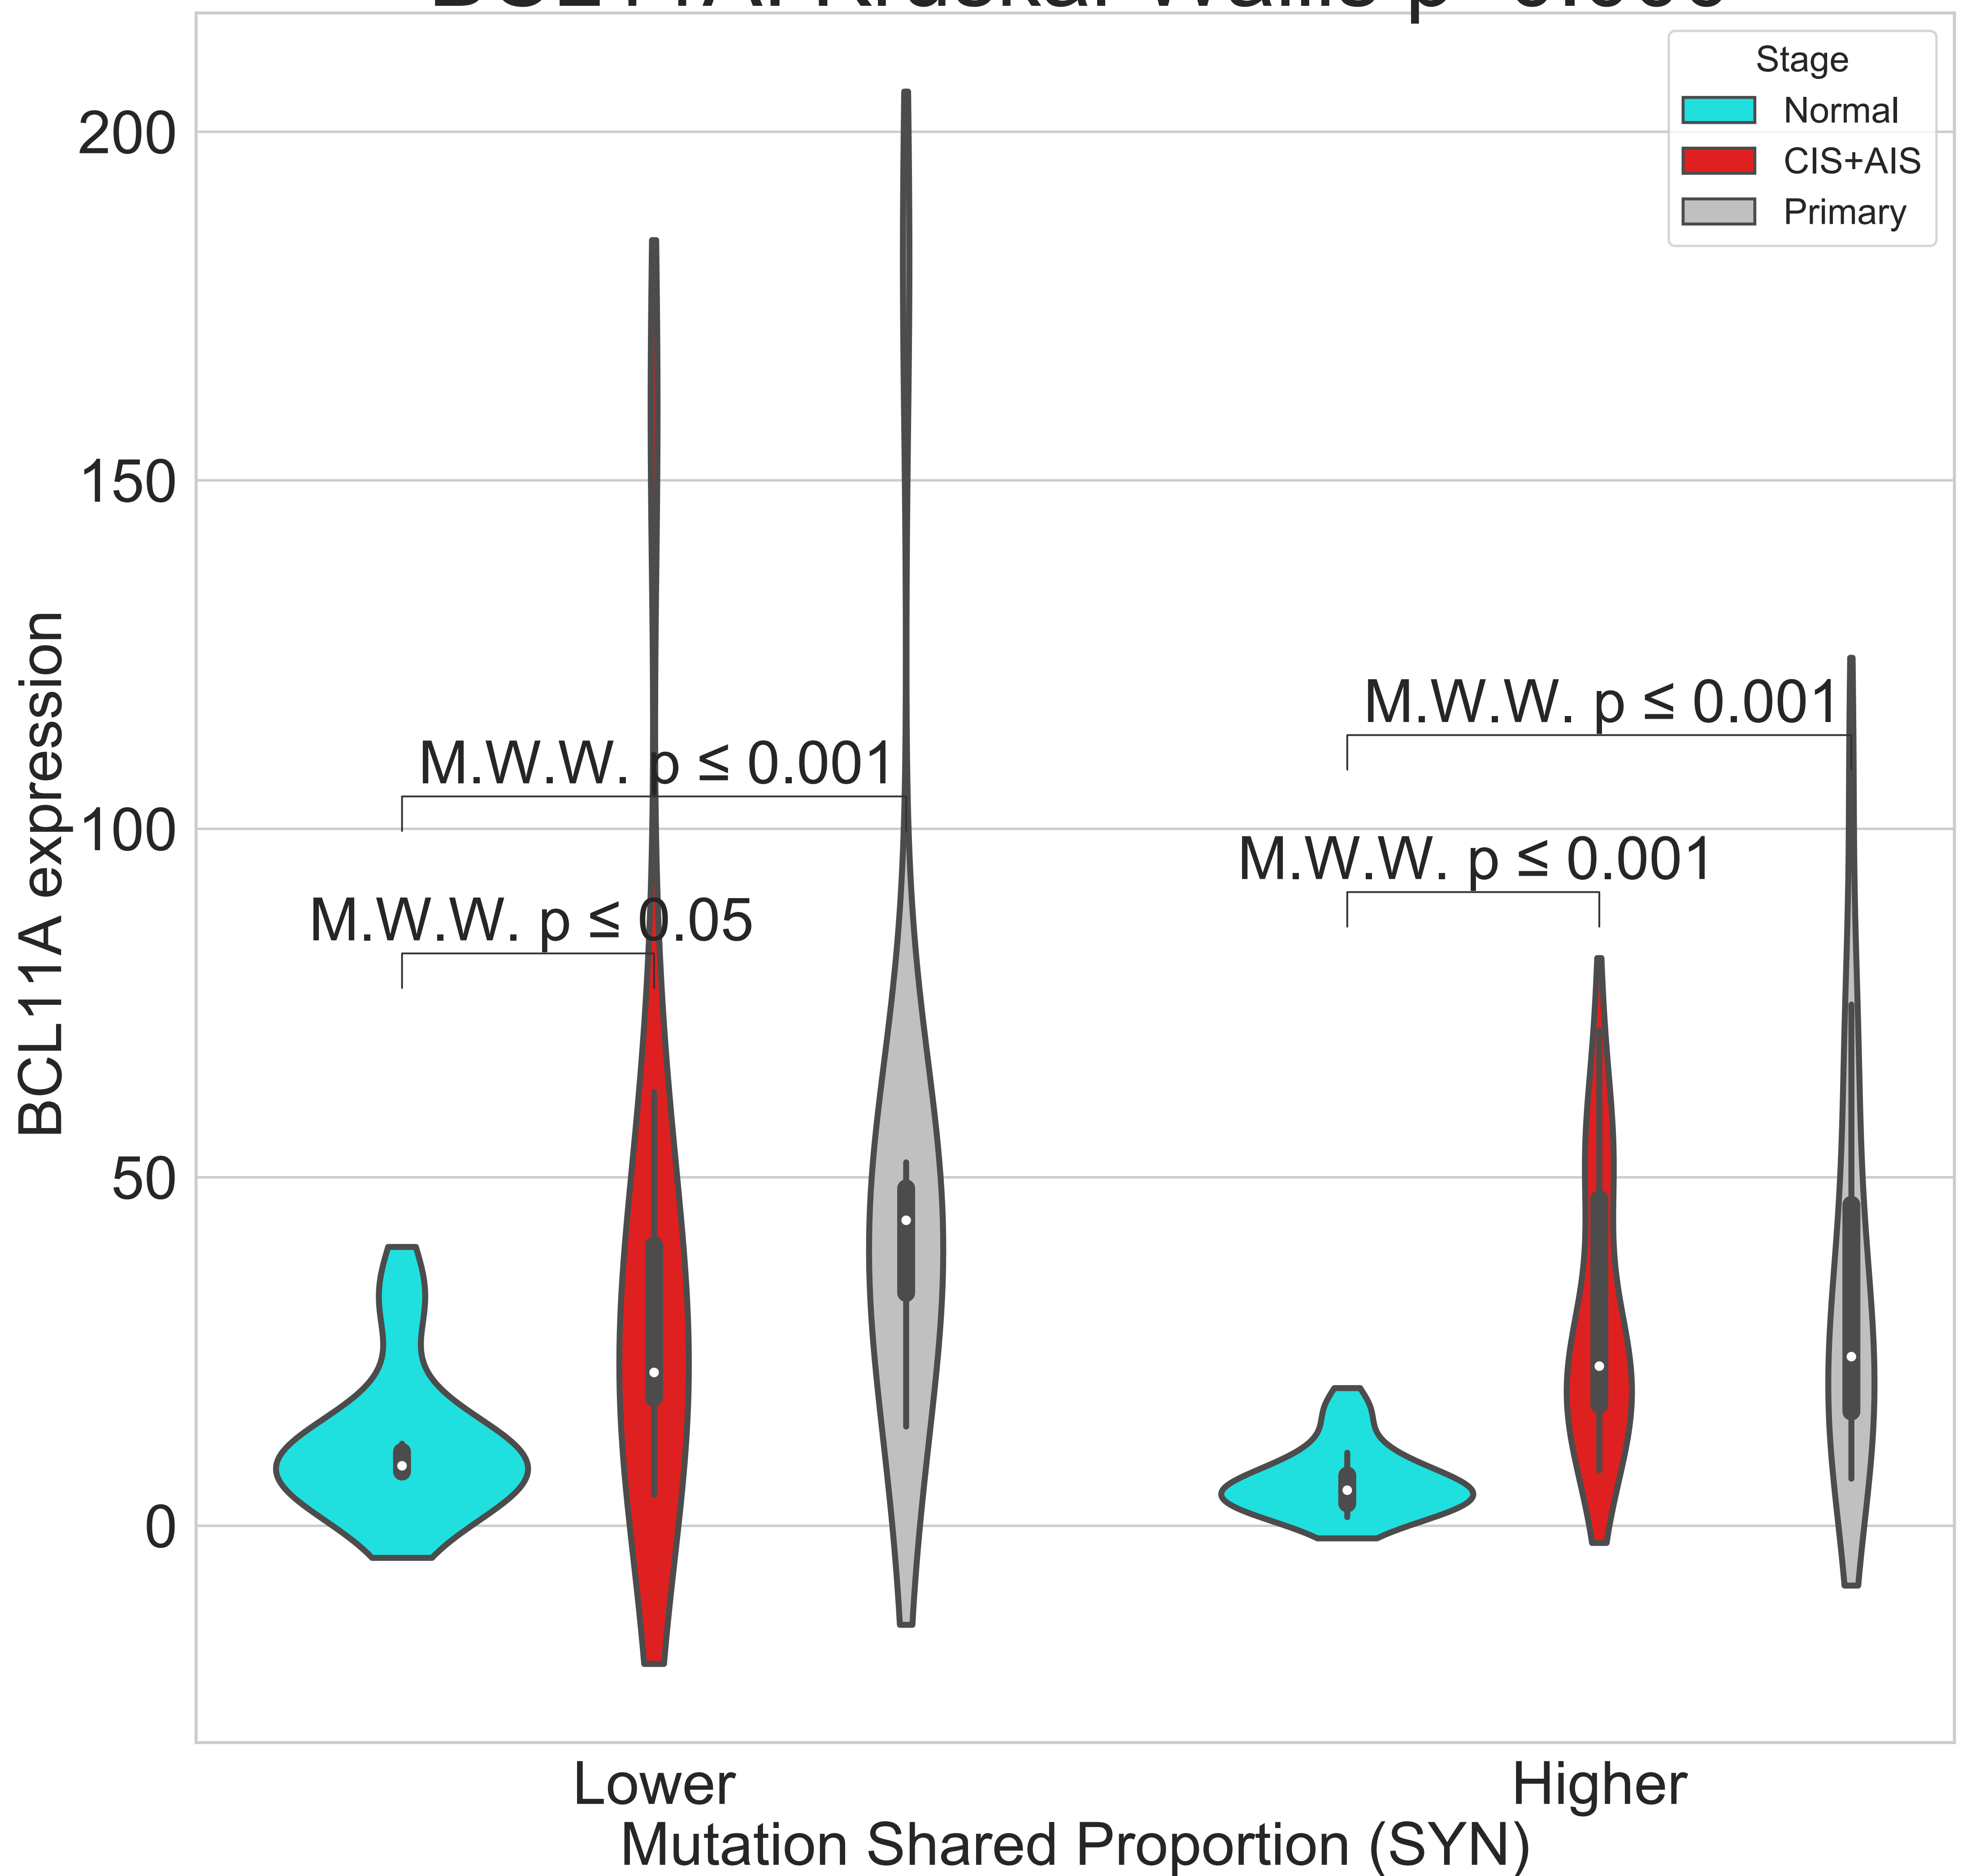 200
150
100
50
0
BCL11A expression
Stage
Normal
CIS+AIS
Primary
M.W.W. p ≤ 0.001
M.W.W. p ≤ 0.001
M.W.W. p ≤ 0.001
M.W.W. p ≤ 0.05
Lower
Higher
Mutation Shared Proportion (SYN)